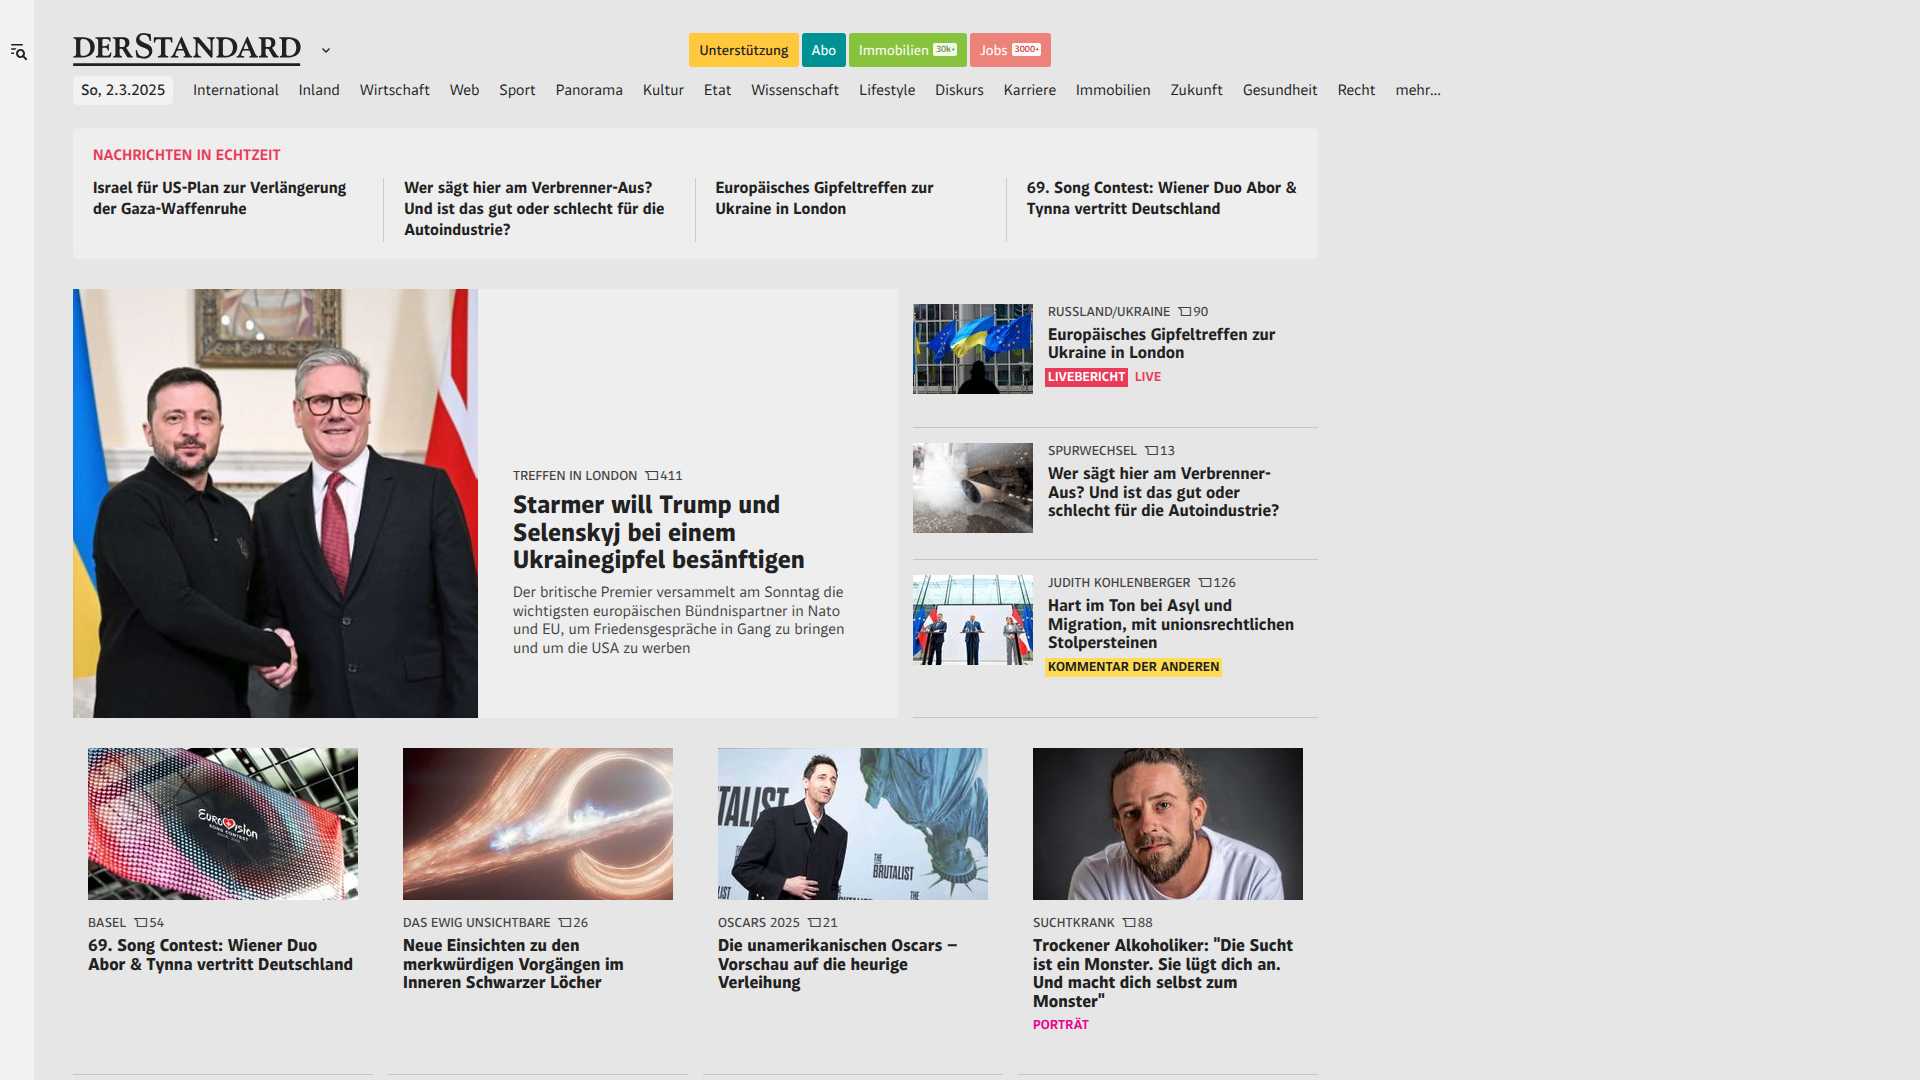 DERSTANDARD
Unterstützung
Abo
Immobilien 30k+
Jobs 3000+
So, 2.3.2025
International
Inland
Wirtschaft
Web
Sport
Panorama
Kultur
Etat
Wissenschaft
Lifestyle
Diskurs
Karriere
Immobilien
Zukunft
Gesundheit
Recht
mehr...
NACHRICHTEN IN ECHTZEIT
Israel für US-Plan zur Verlängerung
der Gaza-Waffenruhe
Wer sägt hier am Verbrenner-Aus?
Und ist das gut oder schlecht für die
Autoindustrie?
Europäisches Gipfeltreffen zur
Ukraine in London
69. Song Contest: Wiener Duo Abor &
Tynna vertritt Deutschland
TREFFEN IN LONDON 411
Starmer will Trump und
Selenskyj bei einem
Ukrainegipfel besänftigen
Der britische Premier versammelt am Sonntag die
wichtigsten europäischen Bündnispartner in Nato
und EU, um Friedensgespräche in Gang zu bringen
und um die USA zu werben
RUSSLAND/UKRAINE 90
Europäisches Gipfeltreffen zur
Ukraine in London
LIVEBERICHT LIVE
SPURWECHSEL 13
Wer sägt hier am Verbrenner-
Aus? Und ist das gut oder
schlecht für die Autoindustrie?
JUDITH KOHLENBERGER 126
Hart im Ton bei Asyl und
Migration, mit unionsrechtlichen
Stolpersteinen
KOMMENTAR DER ANDEREN
EUROVISION
SONG CONTEST
BASEL 54
69. Song Contest: Wiener Duo
Abor & Tynna vertritt Deutschland
DAS EWIG UNSICHTBARE 26
Neue Einsichten zu den
merkwürdigen Vorgängen im
Inneren Schwarzer Löcher
TALIST
THE
BRUTALIST
LIST
THE
OSCARS 2025 21
Die unamerikanischen Oscars –
Vorschau auf die heurige
Verleihung
SUCHTKRANK 88
Trockener Alkoholiker: "Die Sucht
ist ein Monster. Sie lügt dich an.
Und macht dich selbst zum
Monster"
PORTRÄT